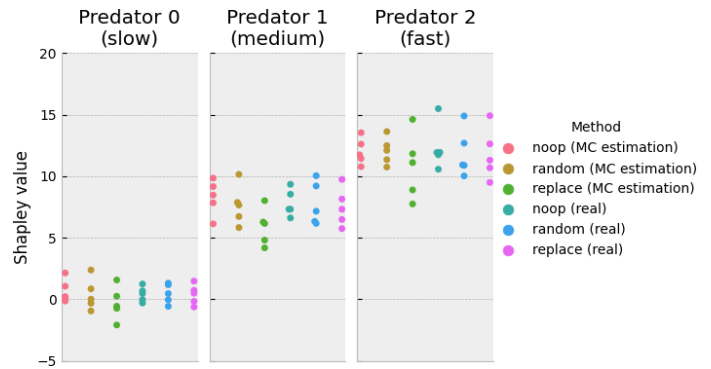 Predator 0
(slow)
Predator 1
(medium)
Predator 2
(fast)
20
15
10
5
0
−5
Shapley value
Method
noop (MC estimation)
random (MC estimation)
replace (MC estimation)
noop (real)
random (real)
replace (real)